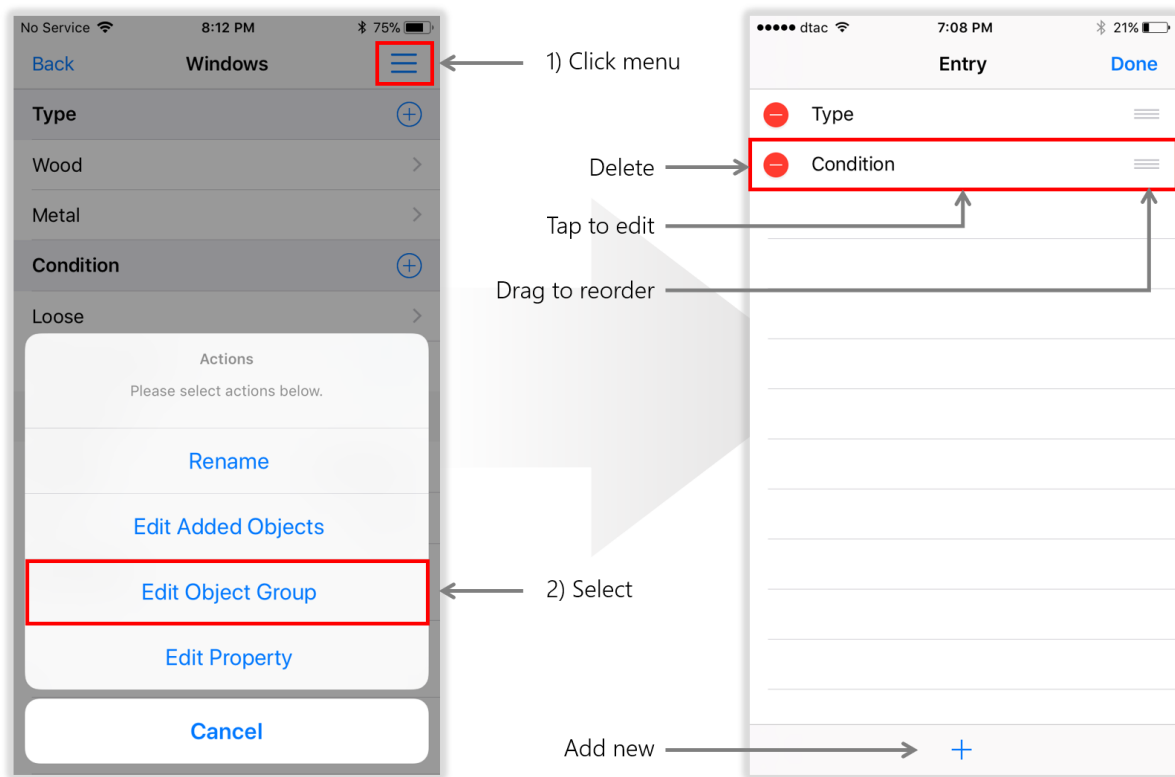 No Service 8:12 PM 75%
Back Windows
Type
Wood
Metal
Condition
Loose
Actions
Please select actions below.
Rename
Edit Added Objects
Edit Object Group
Edit Property
Cancel
1) Click menu
Delete
Tap to edit
Drag to reorder
2) Select
Add new
dtac 7:08 PM 21%
Entry Done
Type
Condition